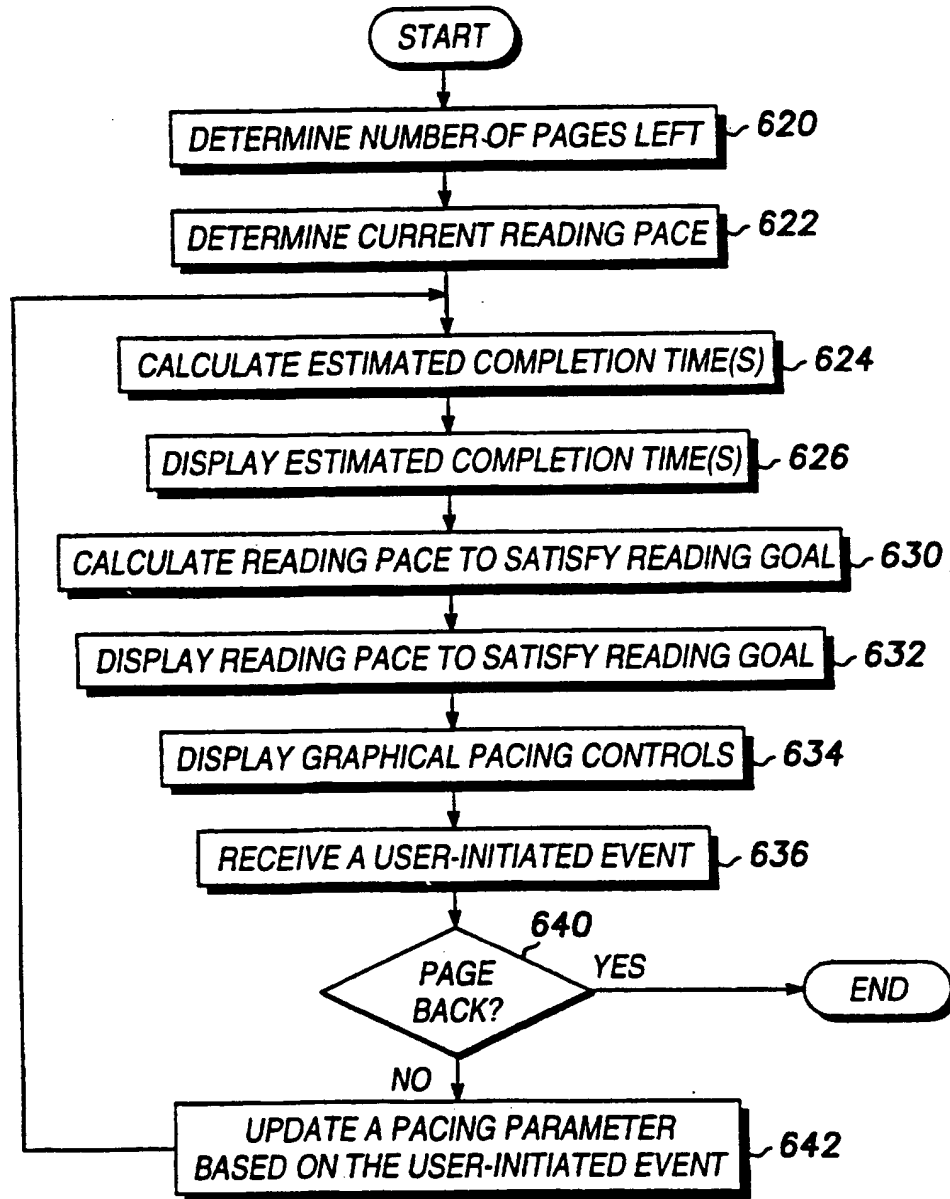 START
DETERMINE NUMBER OF PAGES LEFT 620
DETERMINE CURRENT READING PACE 622
CALCULATE ESTIMATED COMPLETION TIME(S) 624
DISPLAY ESTIMATED COMPLETION TIME(S) 626
CALCULATE READING PACE TO SATISFY READING GOAL 630
DISPLAY READING PACE TO SATISFY READING GOAL 632
DISPLAY GRAPHICAL PACING CONTROLS 634
RECEIVE A USER-INITIATED EVENT 636
640
PAGE
BACK?
YES
END
NO
UPDATE A PACING PARAMETER
BASED ON THE USER-INITIATED EVENT 642